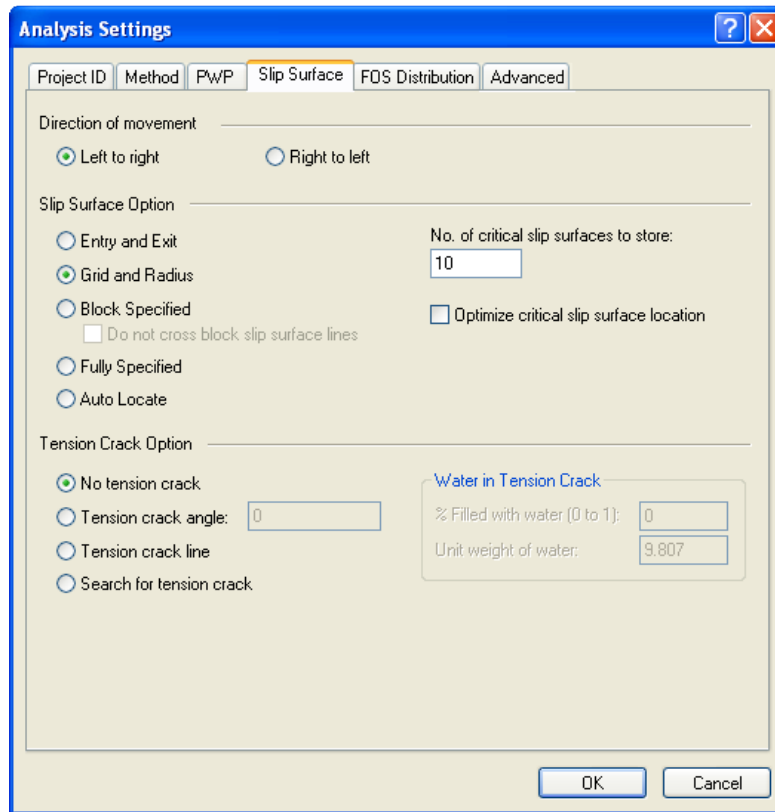 Analysis Settings
Project ID Method PWP Slip Surface FOS Distribution Advanced
Direction of movement
Left to right Right to left
Slip Surface Option
Entry and Exit
No. of critical slip surfaces to store:
10
Grid and Radius
Block Specified
Optimize critical slip surface location
Do not cross block slip surface lines
Fully Specified
Auto Locate
Tension Crack Option
No tension crack
Tension crack angle: 0
Tension crack line
Search for tension crack
Water in Tension Crack
% Filled with water (0 to 1): 0
Unit weight of water: 9.807
OK Cancel